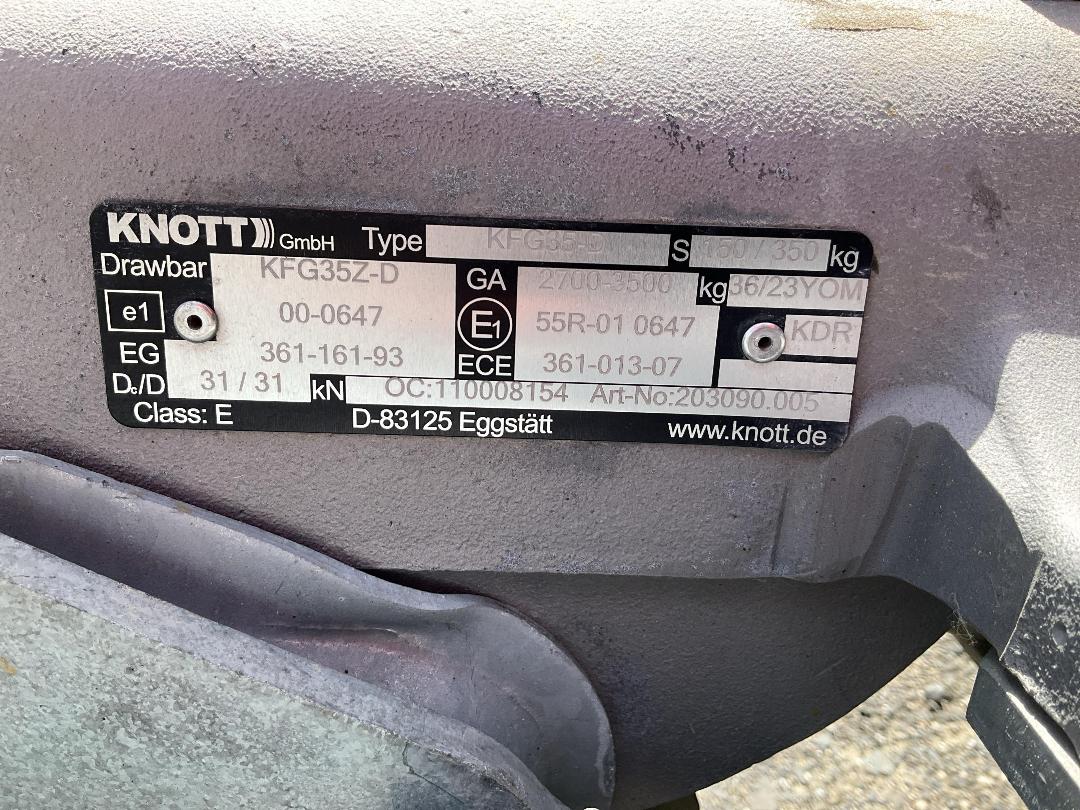 KNOTT GmbH Type KFG35-D S 150 / 350 kg
Drawbar KFG35Z-D GA 2700-3500 kg 36/23YOM
e1 00-0647 E1 55R-01 0647 KDR
EG 361-161-93 ECE 361-013-07
Dc/D 31 / 31 kN OC:110008154 Art-No:203090.005
Class: E D-83125 Eggstätt www.knott.de